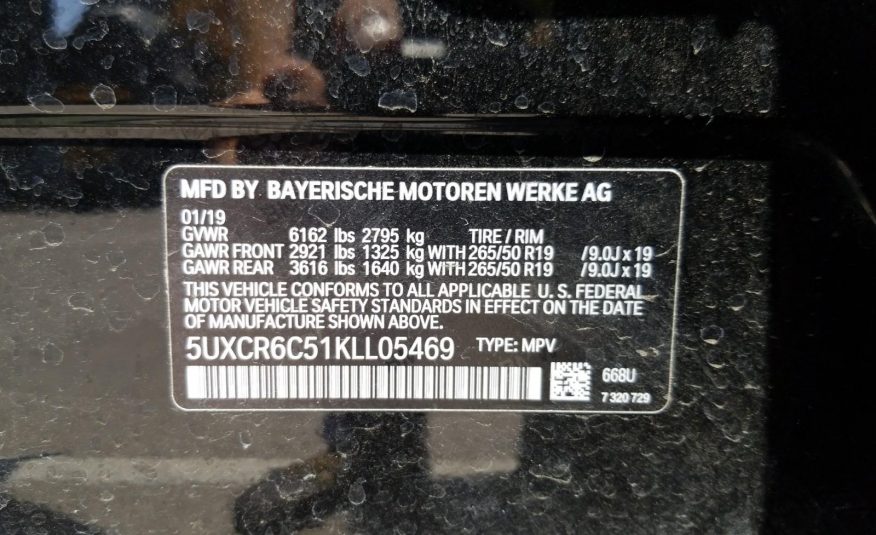 MFD BY BAYERISCHE MOTOREN WERKE AG
01/19
GVWR 6162 lbs 2795 kg TIRE / RIM
GAWR FRONT 2921 lbs 1325 kg WITH 265/50 R19 /9.0J x 19
GAWR REAR 3616 lbs 1640 kg WITH 265/50 R19 /9.0J x 19
THIS VEHICLE CONFORMS TO ALL APPLICABLE U.S. FEDERAL
MOTOR VEHICLE SAFETY STANDARDS IN EFFECT ON THE DATE
OF MANUFACTURE SHOWN ABOVE.
5UXCR6C51KLL05469 TYPE: MPV
668U
7 320 729